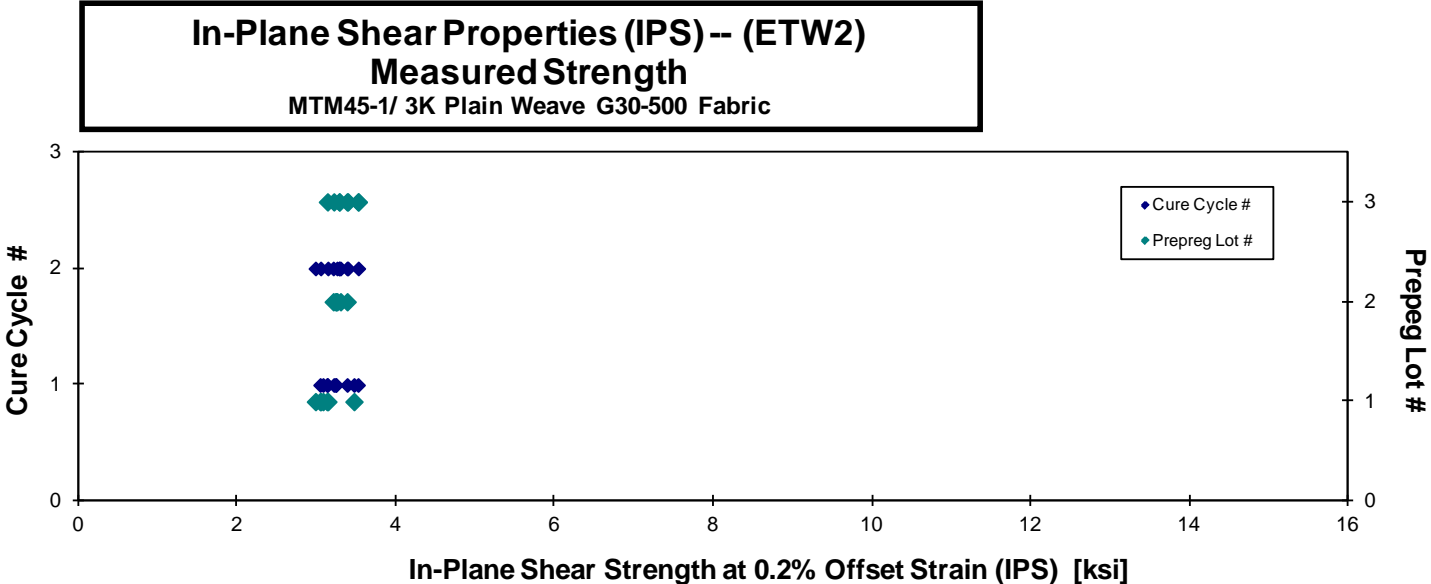 In-Plane Shear Properties (IPS) -- (ETW2)
Measured Strength
MTM45-1/ 3K Plain Weave G30-500 Fabric
3
2
1
0
Cure Cycle #
3
2
1
0
Prepeg Lot #
Cure Cycle #
Prepreg Lot #
0 2 4 6 8 10 12 14 16
In-Plane Shear Strength at 0.2% Offset Strain (IPS) [ksi]